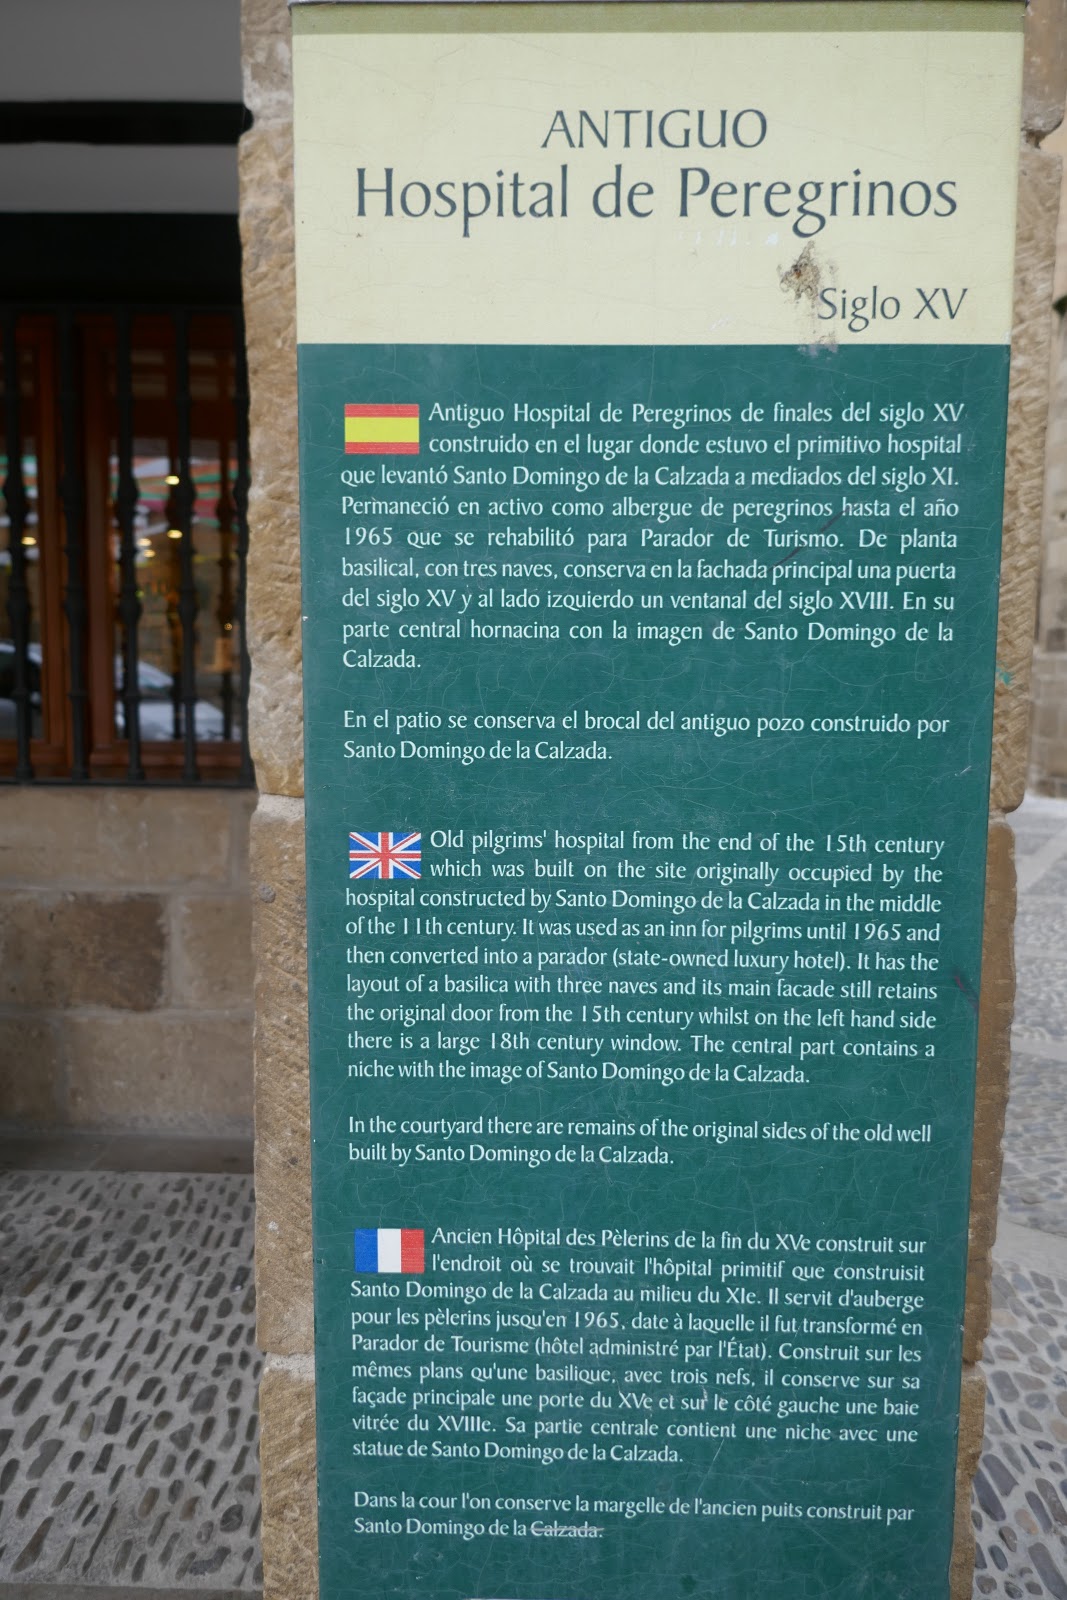 ANTIGUO
Hospital de Peregrinos
Siglo XV
Antiguo Hospital de Peregrinos de finales del siglo XV
construido en el lugar donde estuvo el primitivo hospital
que levantó Santo Domingo de la Calzada a mediados del siglo XI.
Permaneció en activo como albergue de peregrinos hasta el año
1965 que se rehabilitó para Parador de Turismo. De planta
basilical, con tres naves, conserva en la fachada principal una puerta
del siglo XV y al lado izquierdo un ventanal del siglo XVIII. En su
parte central hornacina con la imagen de Santo Domingo de la
Calzada.
En el patio se conserva el brocal del antiguo pozo construido por
Santo Domingo de la Calzada.
Old pilgrims' hospital from the end of the 15th century
which was built on the site originally occupied by the
hospital constructed by Santo Domingo de la Calzada in the middle
of the 11th century. It was used as an inn for pilgrims until 1965 and
then converted into a parador (state-owned luxury hotel). It has the
layout of a basilica with three naves and its main facade still retains
the original door from the 15th century whilst on the left hand side
there is a large 18th century window. The central part contains a
niche with the image of Santo Domingo de la Calzada.
In the courtyard there are remains of the original sides of the old well
built by Santo Domingo de la Calzada.
Ancien Hôpital des Pèlerins de la fin du XVe construit sur
l'endroit où se trouvait l'hôpital primitif que construisit
Santo Domingo de la Calzada au milieu du XIe. Il servit d'auberge
pour les pèlerins jusqu'en 1965, date à laquelle il fut transformé en
Parador de Tourisme (hôtel administré par l'État). Construit sur les
mêmes plans qu'une basilique, avec trois nefs, il conserve sur sa
façade principale une porte du XVe et sur le côté gauche une baie
vitrée du XVIIIe. Sa partie centrale contient une niche avec une
statue de Santo Domingo de la Calzada.
Dans la cour l'on conserve la margelle de l'ancien puits construit par
Santo Domingo de la Calzada.